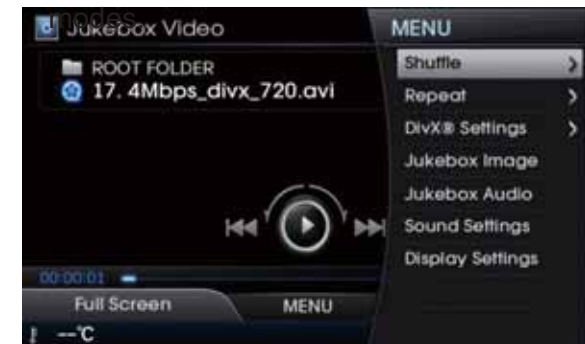 modes
Jukebox Video
ROOT FOLDER
17. 4Mbps_divx_720.avi
00:00:01
Full Screen
MENU
--°C
MENU
Shuffle
Repeat
DivX® Settings
Jukebox Image
Jukebox Audio
Sound Settings
Display Settings